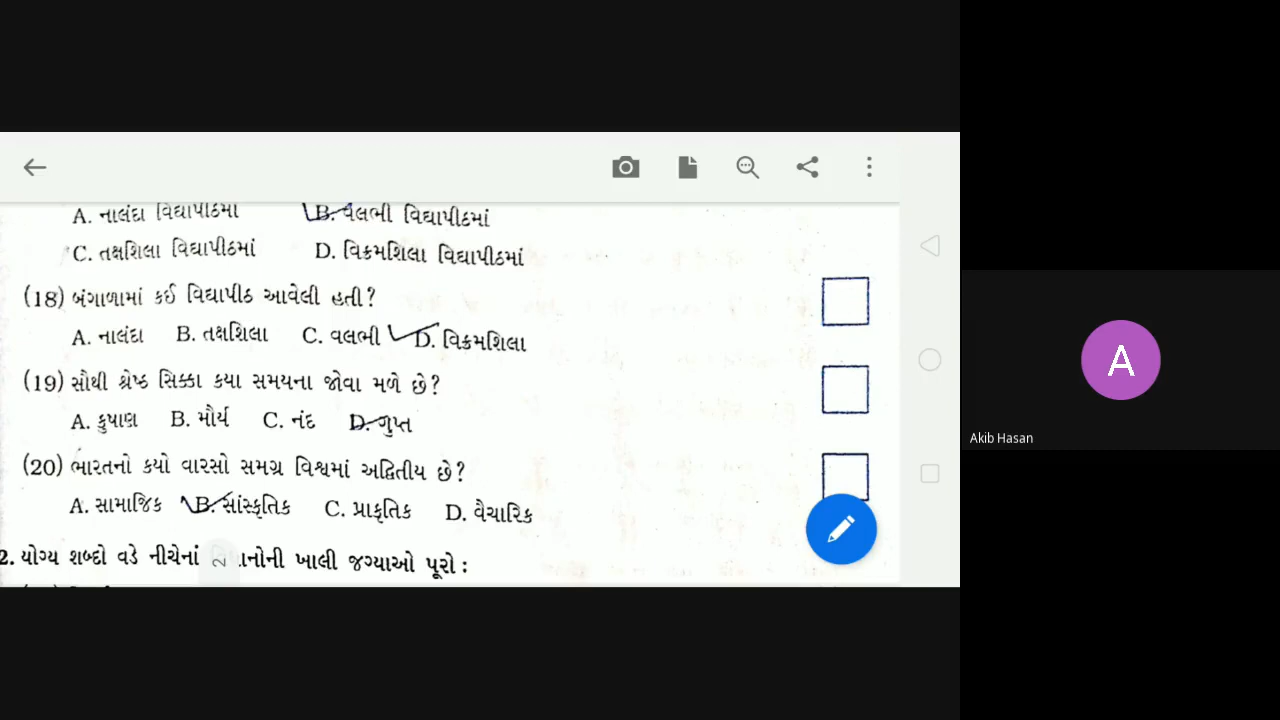 A. નાલંદા વિદ્યાપીઠમાં B. વલભી વિદ્યાપીઠમાં
C. તક્ષશિલા વિદ્યાપીઠમાં D. વિક્રમશિલા વિદ્યાપીઠમાં
(18) બંગાળામાં કઈ વિદ્યાપીઠ આવેલી હતી?
A. નાલંદા B. તક્ષશિલા C. વલભી D. વિક્રમશિલા
(19) સૌથી શ્રેષ્ઠ સિક્કા કયા સમયના જોવા મળે છે?
A. કુષાણ B. મૌર્ય C. નંદ D. ગુપ્ત
(20) ભારતનો કયો વારસો સમગ્ર વિશ્વમાં અદ્વિતીય છે?
A. સામાજિક B. સાંસ્કૃતિક C. પ્રાકૃતિક D. વૈચારિક
2. યોગ્ય શબ્દો વડે નીચેનાં ખાલી જગ્યાઓ પૂરો :
A
Akib Hasan